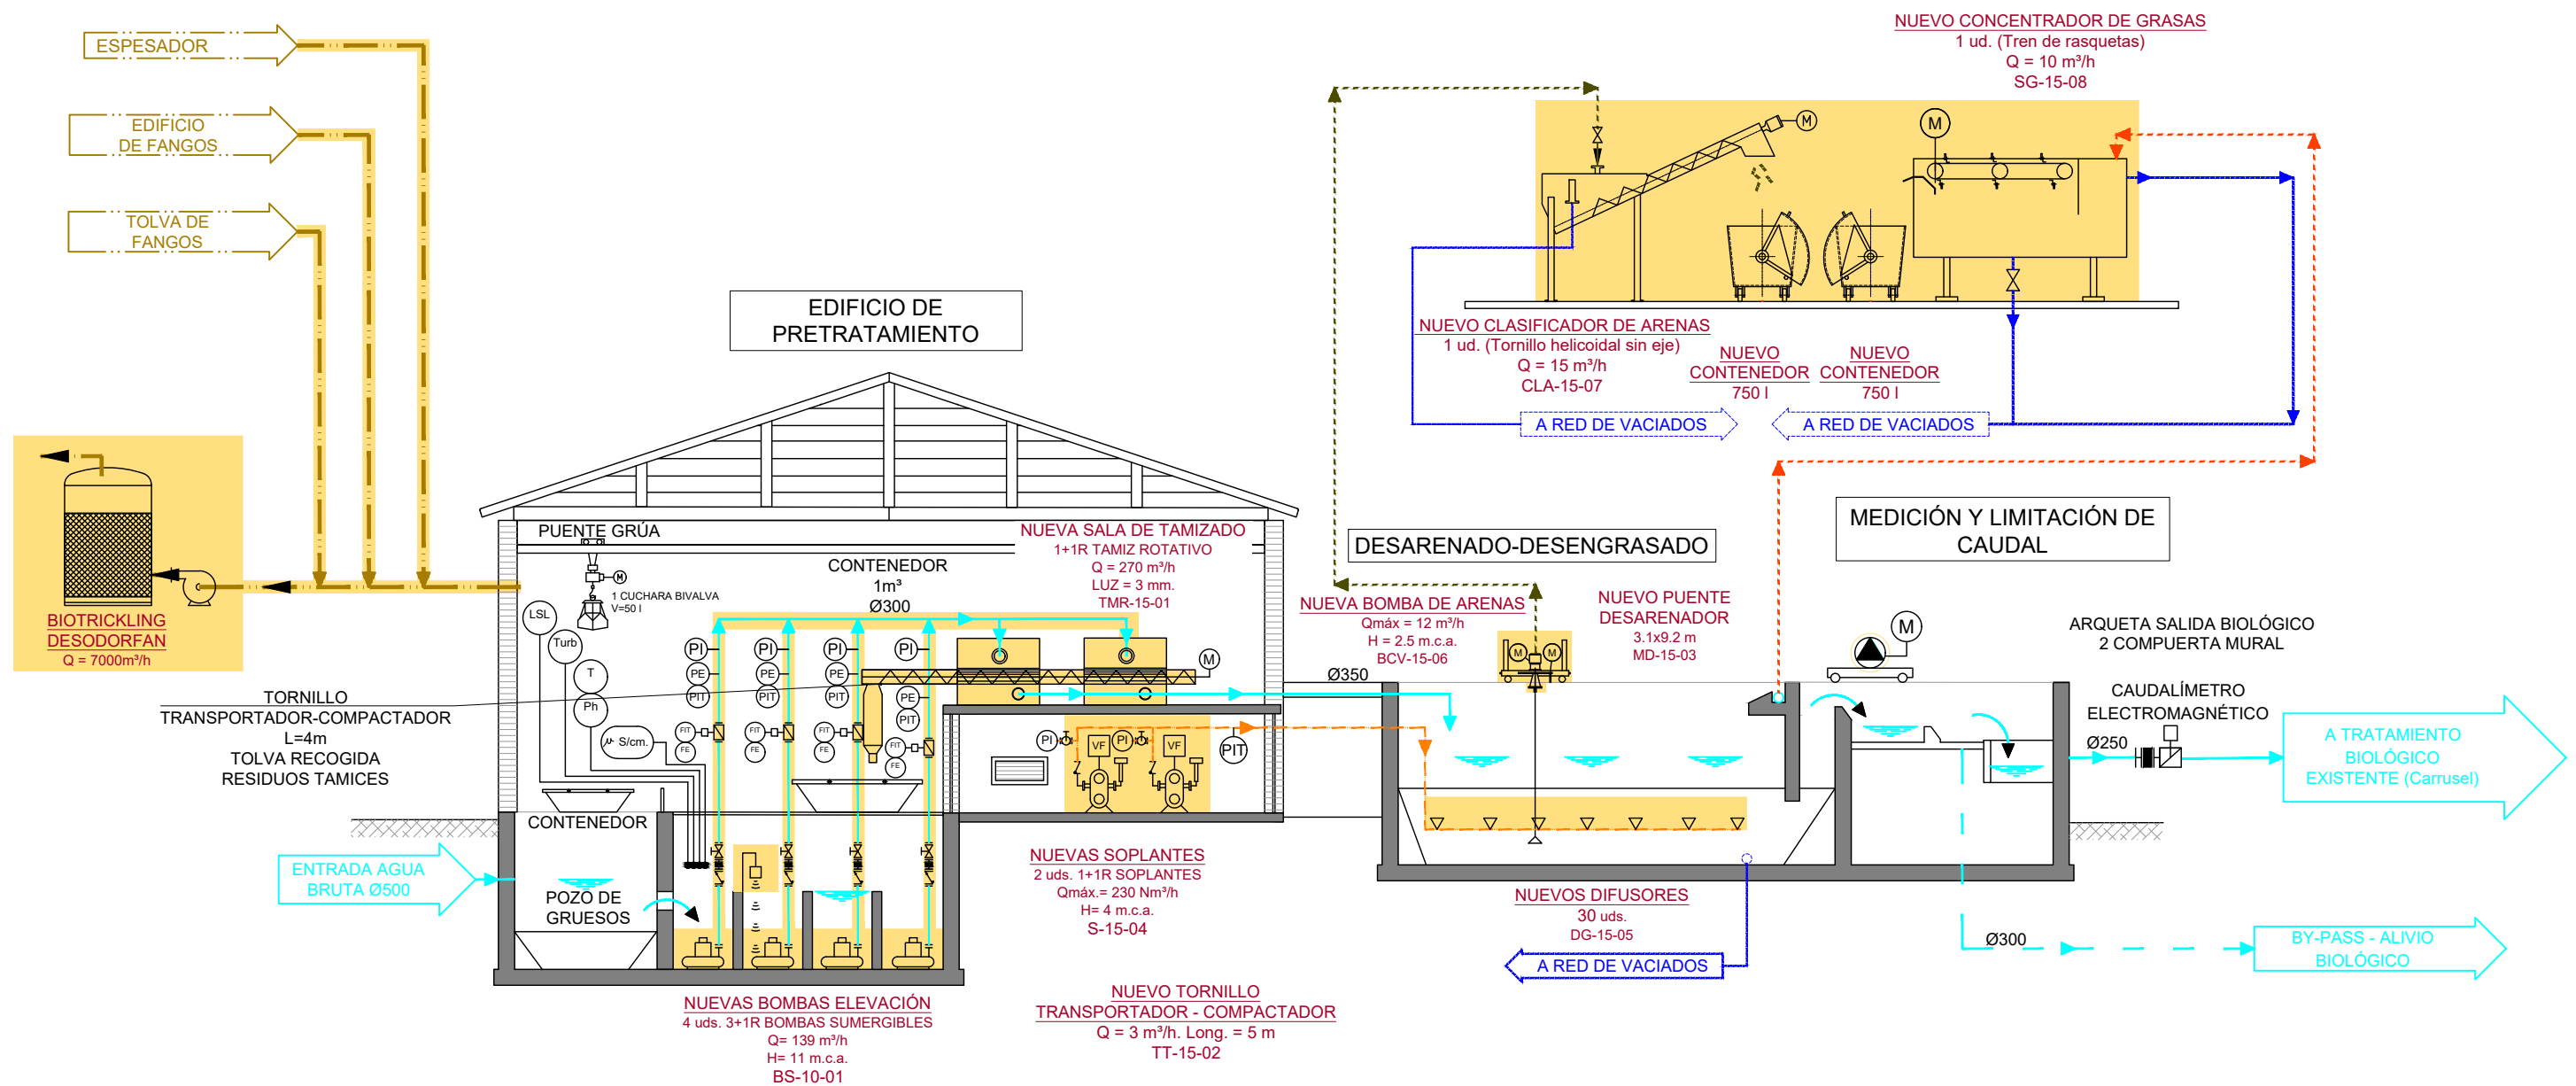 ESPESADOR
EDIFICIO
DE FANGOS
TOLVA DE
FANGOS
BIOTRICKLING
DESODORFAN
Q = 7000m³/h
EDIFICIO DE
PRETRATAMIENTO
PUENTE GRÚA
M
1 CUCHARA BIVALVA
V=50 l
CONTENEDOR
1m³
Ø300
NUEVA SALA DE TAMIZADO
1+1R TAMIZ ROTATIVO
Q = 270 m³/h
LUZ = 3 mm.
TMR-15-01
LSL
Turb
T
Ph
S/cm.
PI
PE
PIT
FIT
FE
PI
PE
PIT
FIT
FE
PI
PE
PIT
FIT
FE
PI
PE
PIT
FIT
FE
M
TORNILLO
TRANSPORTADOR-COMPACTADOR
L=4m
TOLVA RECOGIDA
RESIDUOS TAMICES
PI
VF
PI
VF
PIT
CONTENEDOR
ENTRADA AGUA
BRUTA Ø500
POZO DE
GRUESOS
NUEVAS BOMBAS ELEVACIÓN
4 uds. 3+1R BOMBAS SUMERGIBLES
Q= 139 m³/h
H= 11 m.c.a.
BS-10-01
NUEVAS SOPLANTES
2 uds. 1+1R SOPLANTES
Qmáx.= 230 Nm³/h
H= 4 m.c.a.
S-15-04
NUEVO TORNILLO
TRANSPORTADOR - COMPACTADOR
Q = 3 m³/h. Long. = 5 m
TT-15-02
NUEVO CONCENTRADOR DE GRASAS
1 ud. (Tren de rasquetas)
Q = 10 m³/h
SG-15-08
M
M
NUEVO CLASIFICADOR DE ARENAS
1 ud. (Tornillo helicoidal sin eje)
Q = 15 m³/h
CLA-15-07
NUEVO
CONTENEDOR
750 l
NUEVO
CONTENEDOR
750 l
A RED DE VACIADOS
A RED DE VACIADOS
DESARENADO-DESENGRASADO
MEDICIÓN Y LIMITACIÓN DE
CAUDAL
NUEVA BOMBA DE ARENAS
Qmáx = 12 m³/h
H = 2.5 m.c.a.
BCV-15-06
NUEVO PUENTE
DESARENADOR
3.1x9.2 m
MD-15-03
M
M
M
Ø350
ARQUETA SALIDA BIOLÓGICO
2 COMPUERTA MURAL
CAUDALÍMETRO
ELECTROMAGNÉTICO
Ø250
A TRATAMIENTO
BIOLÓGICO
EXISTENTE (Carrusel)
NUEVOS DIFUSORES
30 uds.
DG-15-05
A RED DE VACIADOS
Ø300
BY-PASS - ALIVIO
BIOLÓGICO